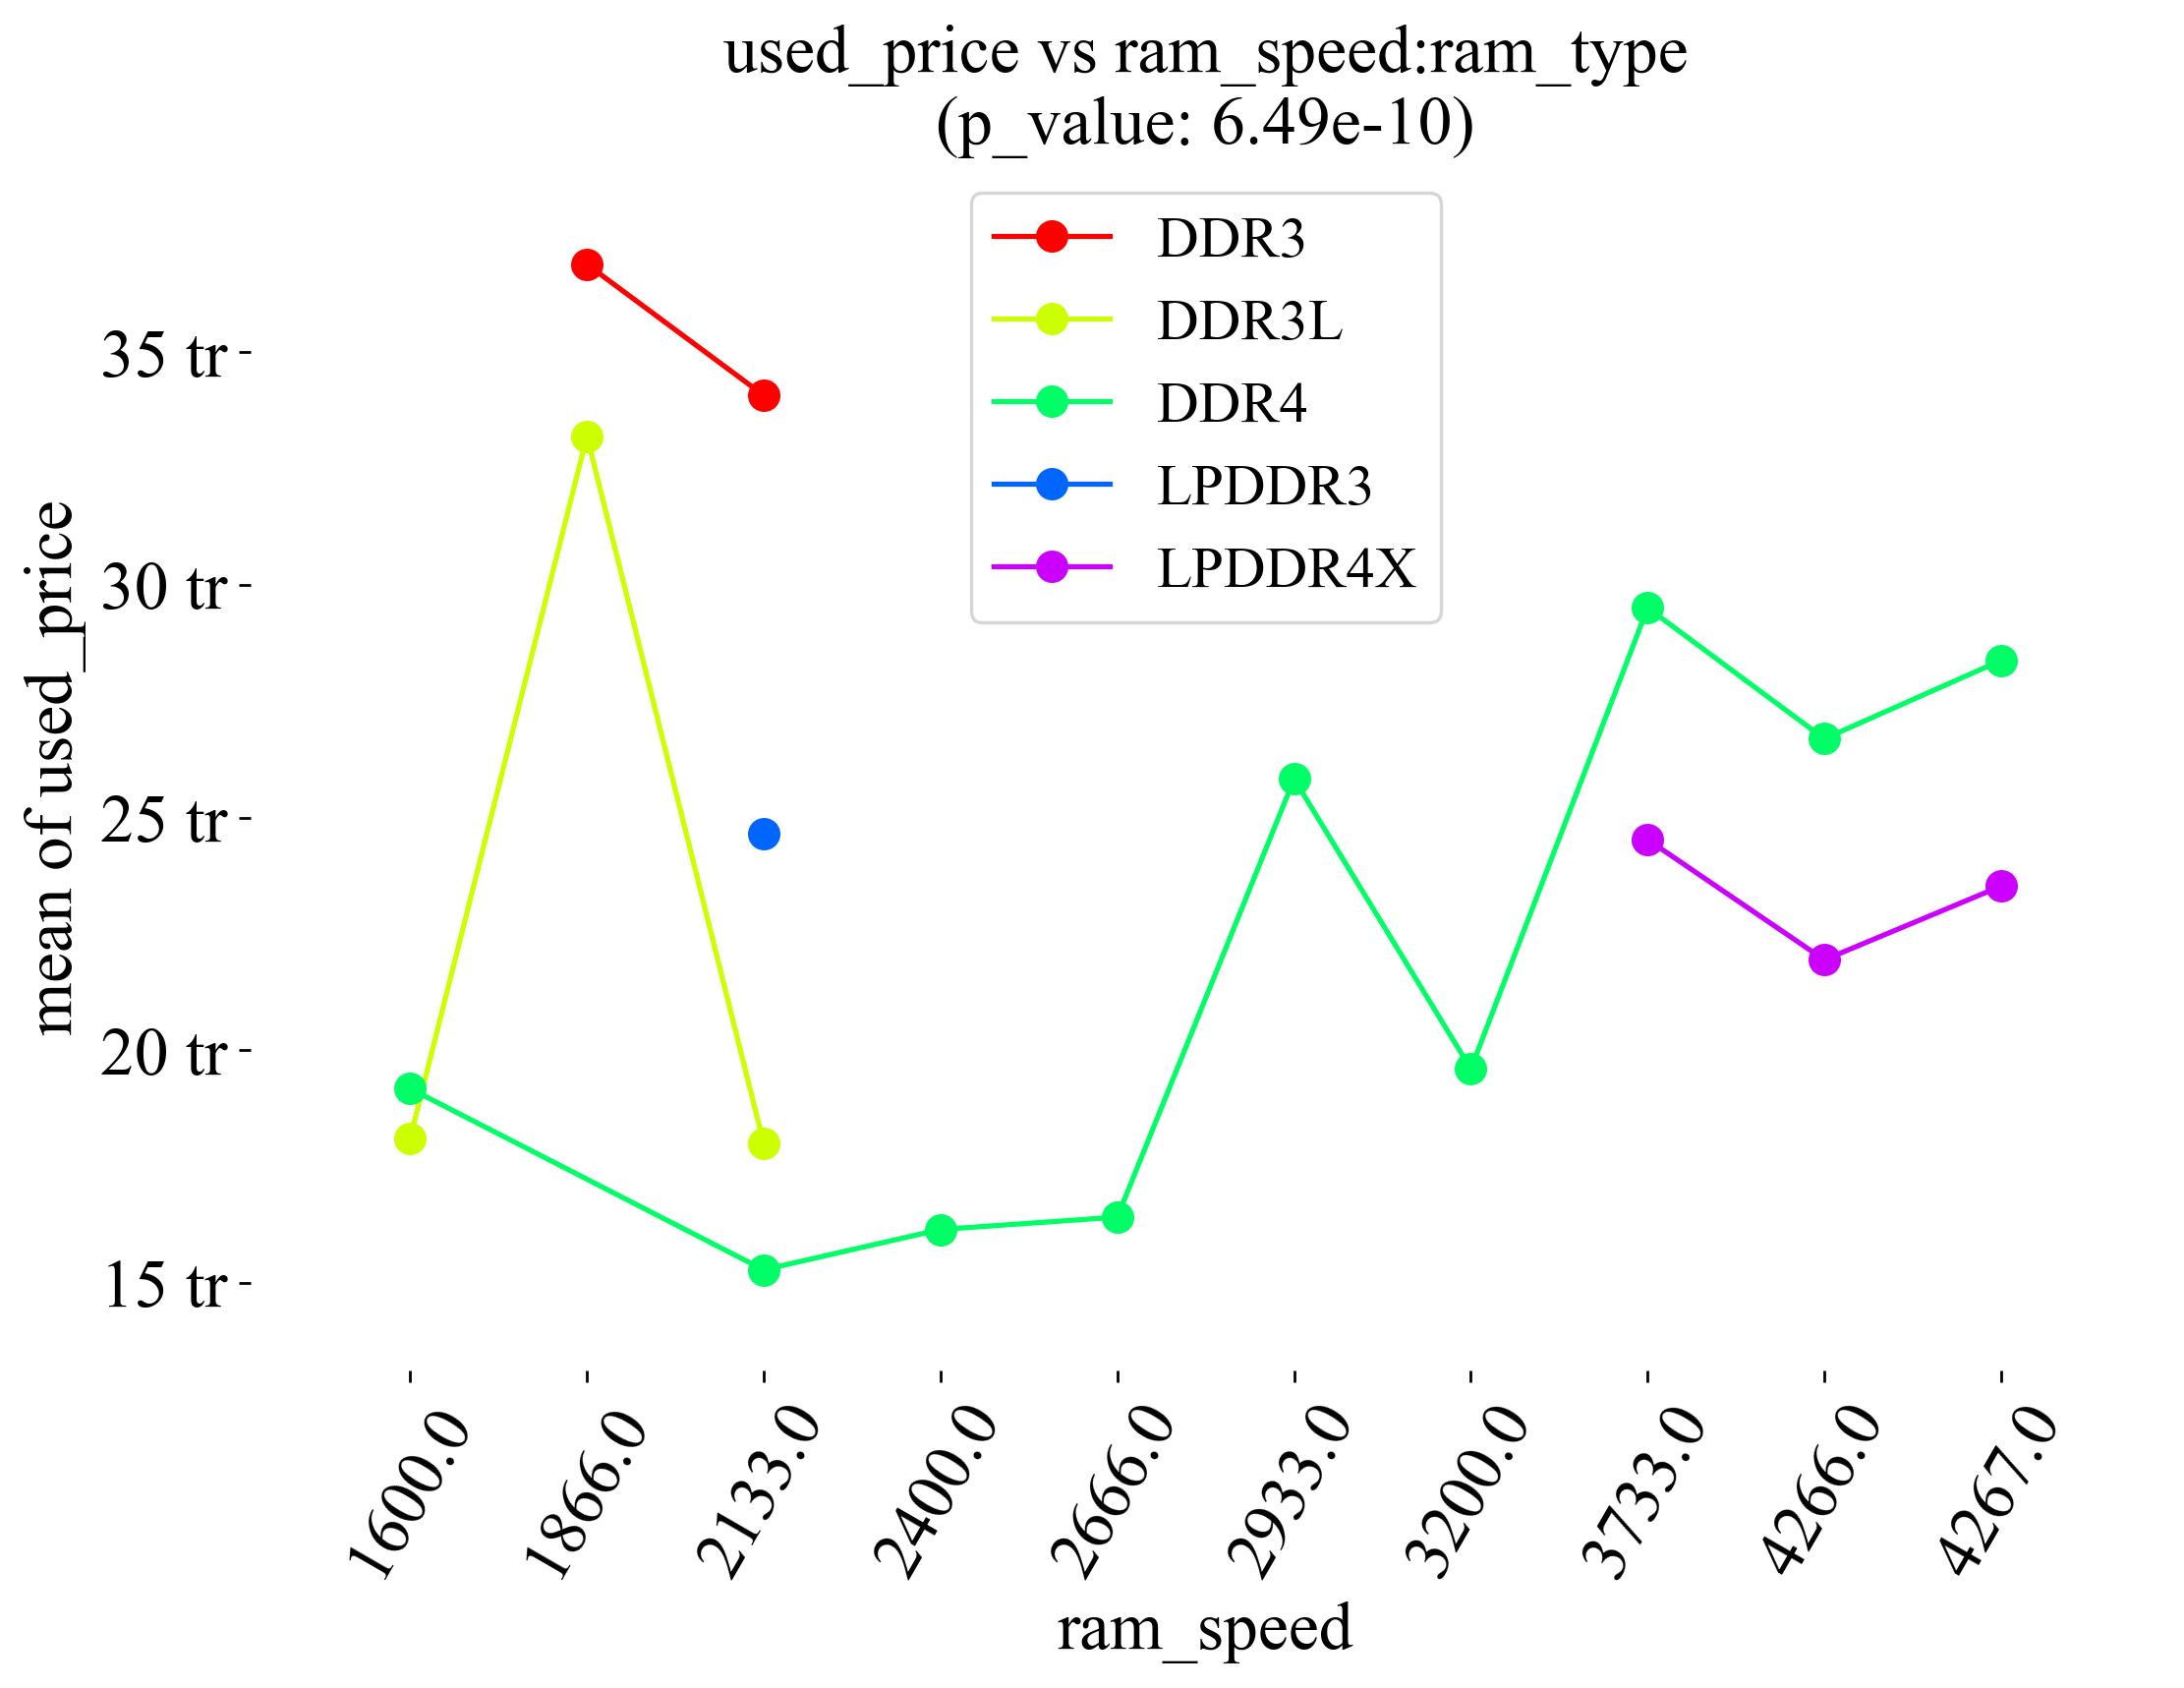 used_price vs ram_speed:ram_type
(p_value: 6.49e-10)
DDR3
DDR3L
DDR4
LPDDR3
LPDDR4X
mean of used_price
35 tr
30 tr
25 tr
20 tr
15 tr
1600.0
1866.0
2133.0
2400.0
2666.0
2933.0
3200.0
3733.0
4266.0
4267.0
ram_speed